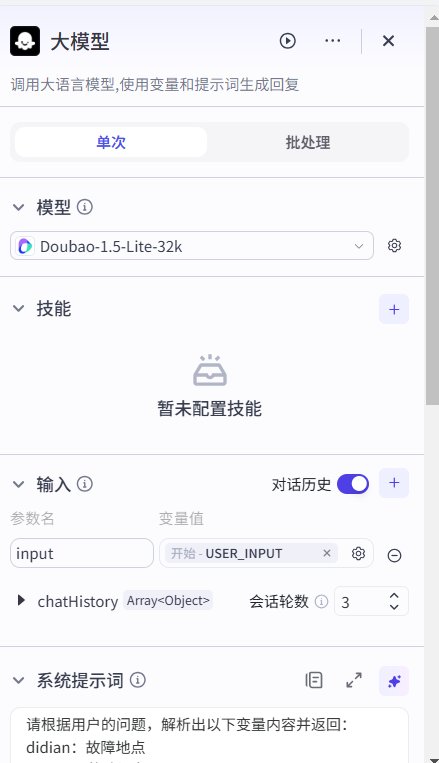 大模型
调用大语言模型,使用变量和提示词生成回复
单次 批处理
模型
Doubao-1.5-Lite-32k
技能
暂未配置技能
输入 对话历史
参数名 变量值
input 开始 - USER_INPUT
chatHistory Array<Object> 会话轮数 3
系统提示词
请根据用户的问题，解析出以下变量内容并返回：
didian：故障地点